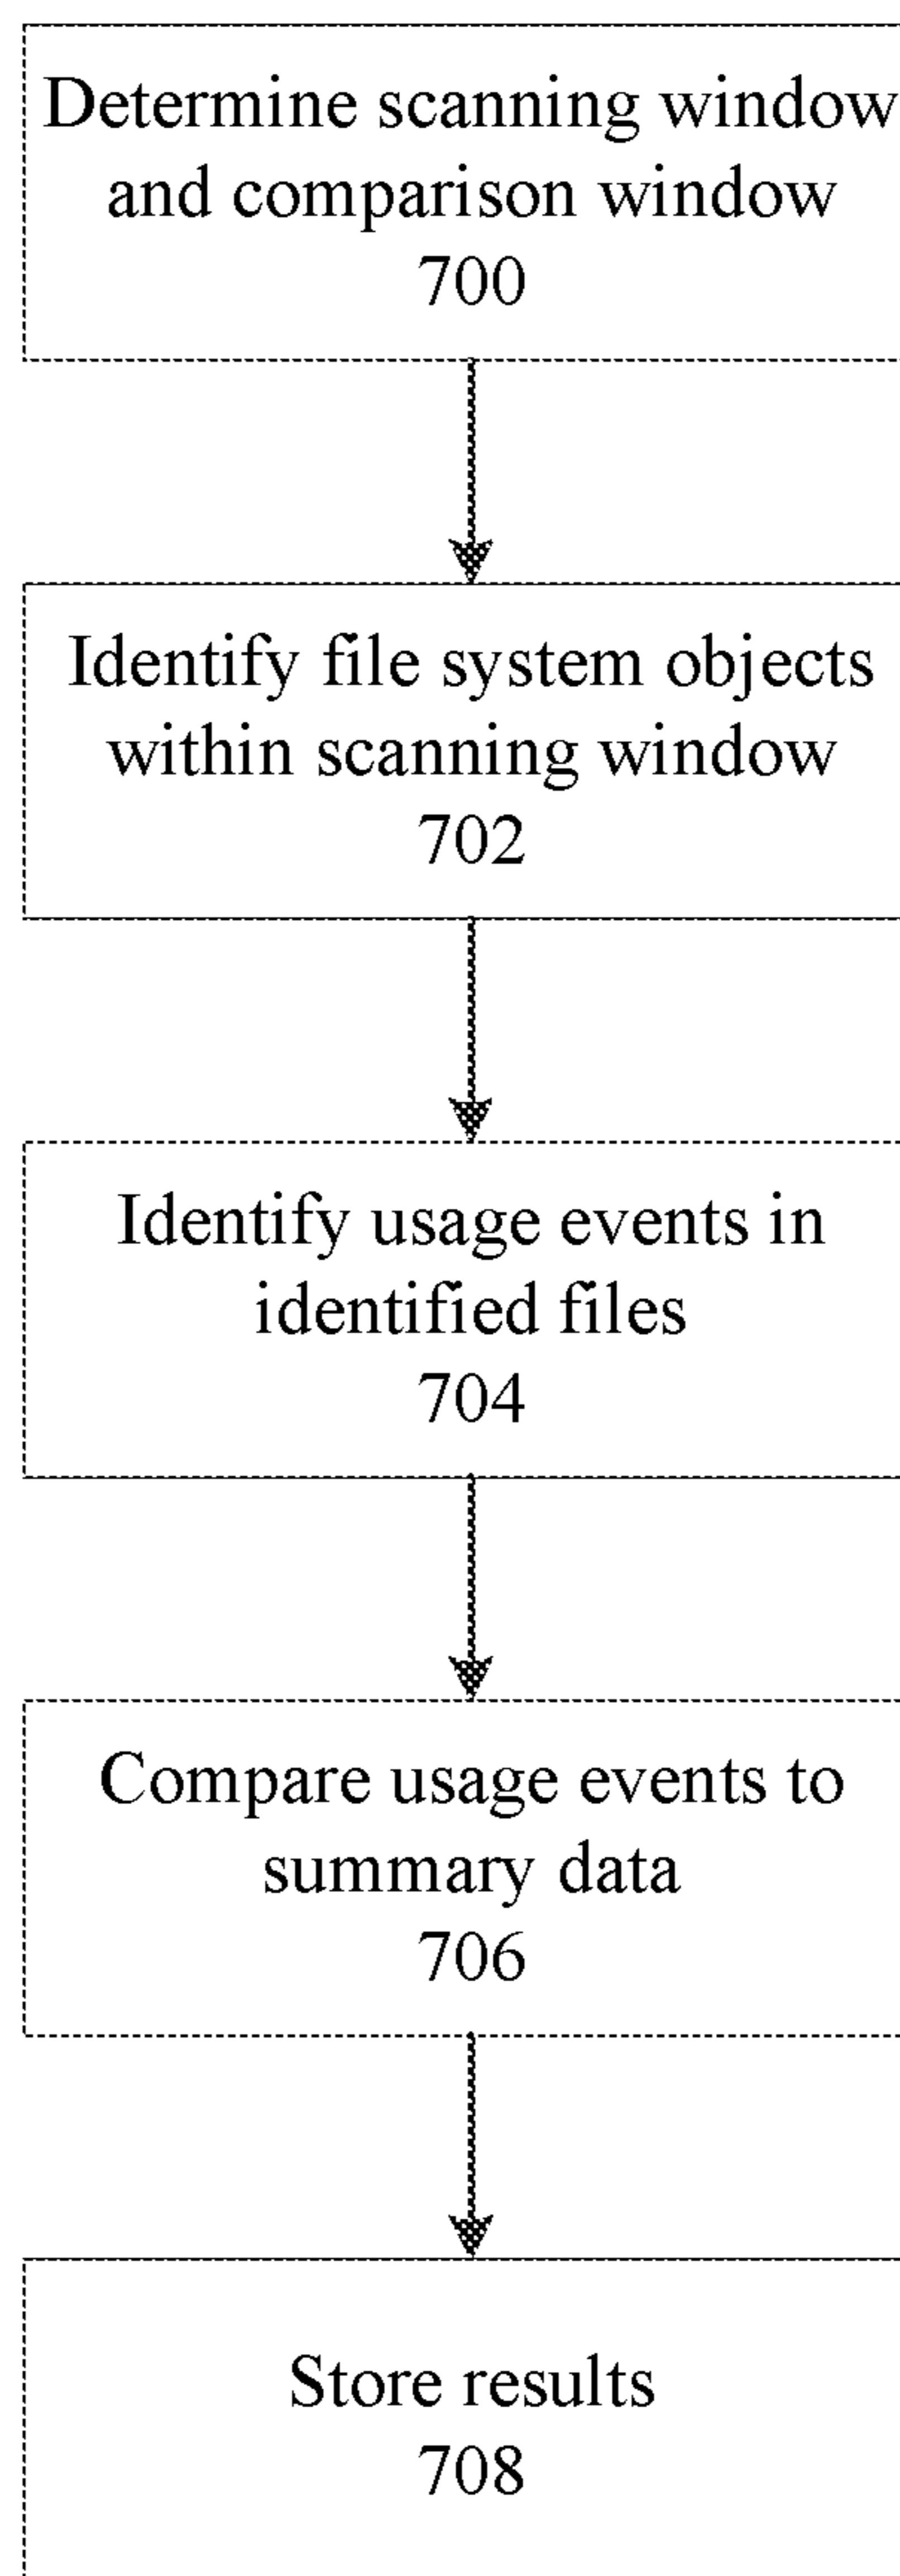 Determine scanning window
and comparison window
700
Identify file system objects
within scanning window
702
Identify usage events in
identified files
704
Compare usage events to
summary data
706
Store results
708